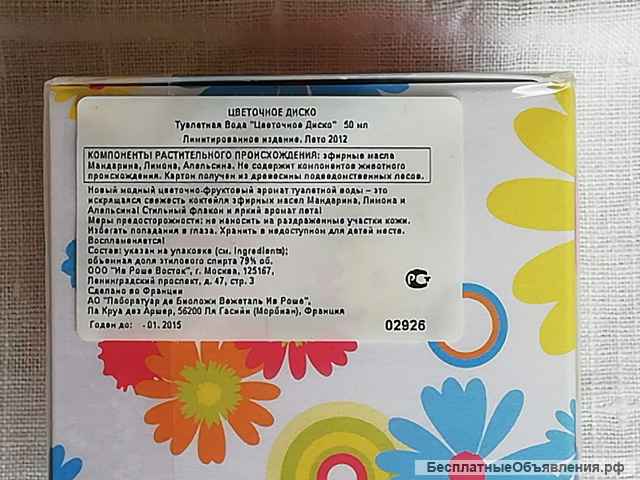 ЦВЕТОЧНОЕ ДИСКО
Туалетная Вода "Цветочное Диско" 50 мл
Лимитированное издание. Лето 2012
КОМПОНЕНТЫ РАСТИТЕЛЬНОГО ПРОИСХОЖДЕНИЯ: эфирные масла
Мандарина, Лимона, Апельсина. Не содержит компонентов животного
происхождения. Картон получен из древесины подведомственных лесов.
Новый модный цветочно-фруктовый аромат туалетной воды – это
искрящаяся свежесть коктейля эфирных масел Мандарина, Лимона и
Апельсина! Стильный флакон и яркий аромат лета!
Меры предосторожности: не наносить на раздраженные участки кожи.
Избегать попадания в глаза. Хранить в недоступном для детей месте.
Воспламеняется!
Состав: указан на упаковке (см. Ingredients);
объемная доля этилового спирта 79% об.
ООО "Ив Роше Восток", г. Москва, 125167,
Ленинградский проспект, д. 47, стр. 3
Сделано во Франции
АО "Лаборатуар де Биоложи Вежеталь Ив Роше",
Ла Круа дез Аршер, 56200 Ля Гасийи (Морбиан), Франция
Годен до: - 01. 2015 02926
БесплатныеОбъявления.рф